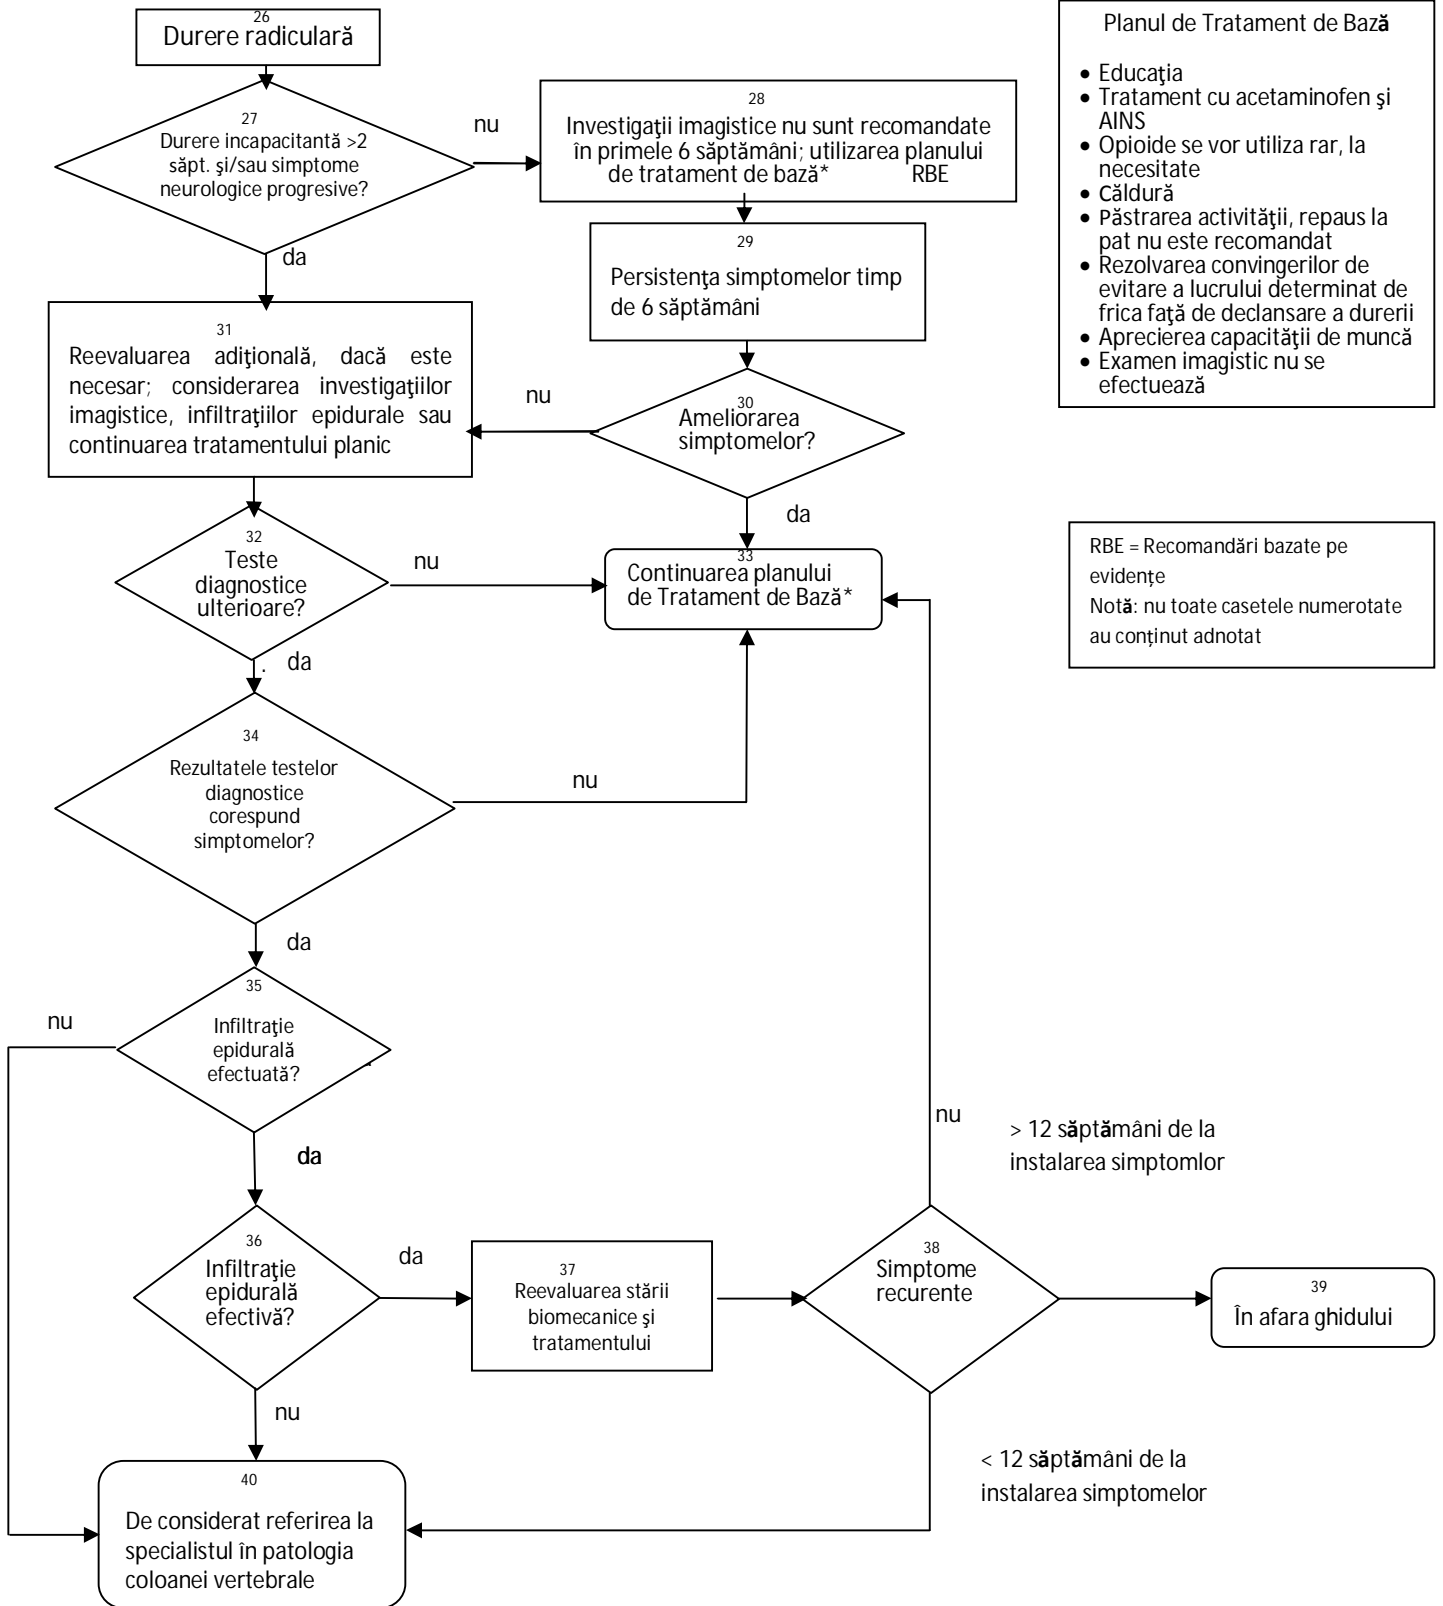 26
Durere radiculară
27
Durere incapacitantă >2
săpt. și/sau simptome
neurologice progresive?
nu
28
Investigații imagistice nu sunt recomandate
în primele 6 săptămâni; utilizarea planului
de tratament de bază* RBE
da
29
Persistența simptomelor timp
de 6 săptămâni
31
Reevaluarea adiţională, dacă este
necesar; considerarea investigaţiilor
imagistice, infiltraţiilor epidurale sau
continuarea tratamentului planic
nu
30
Ameliorarea
simptomelor?
da
32
Teste
diagnostice
ulterioare?
nu
33
Continuarea planului
de Tratament de Bază*
. da
34
Rezultatele testelor
diagnostice
corespund
simptomelor?
nu
da
35
Infiltraţie
epidurală
efectuată?
nu
da
36
Infiltraţie
epidurală
efectivă?
da
37
Reevaluarea stării
biomecanice şi
tratamentului
38
Simptome
recurente
nu
> 12 săptămâni de la
instalarea simptomlor
39
În afara ghidului
nu
40
De considrat referirea la
specialistul în patologia
coloanei vertebrale
< 12 săptămâni de la
instalarea simptomelor
Planul de Tratament de Bază
• Educaţia
• Tratament cu acetaminofen şi
AINS
• Opioide se vor utiliza rar, la
necesitate
• Căldură
• Păstrarea activităţii, repaus la
pat nu este recomandat
• Rezolvarea convingerilor de
evitare a lucrului determinat de
frica faţă de declansare a durerii
• Aprecierea capacităţii de muncă
• Examen imagistic nu se
efectuează
RBE = Recomandări bazate pe
evidenţe
Notă: nu toate casetele numerotate
au conținut adnotat